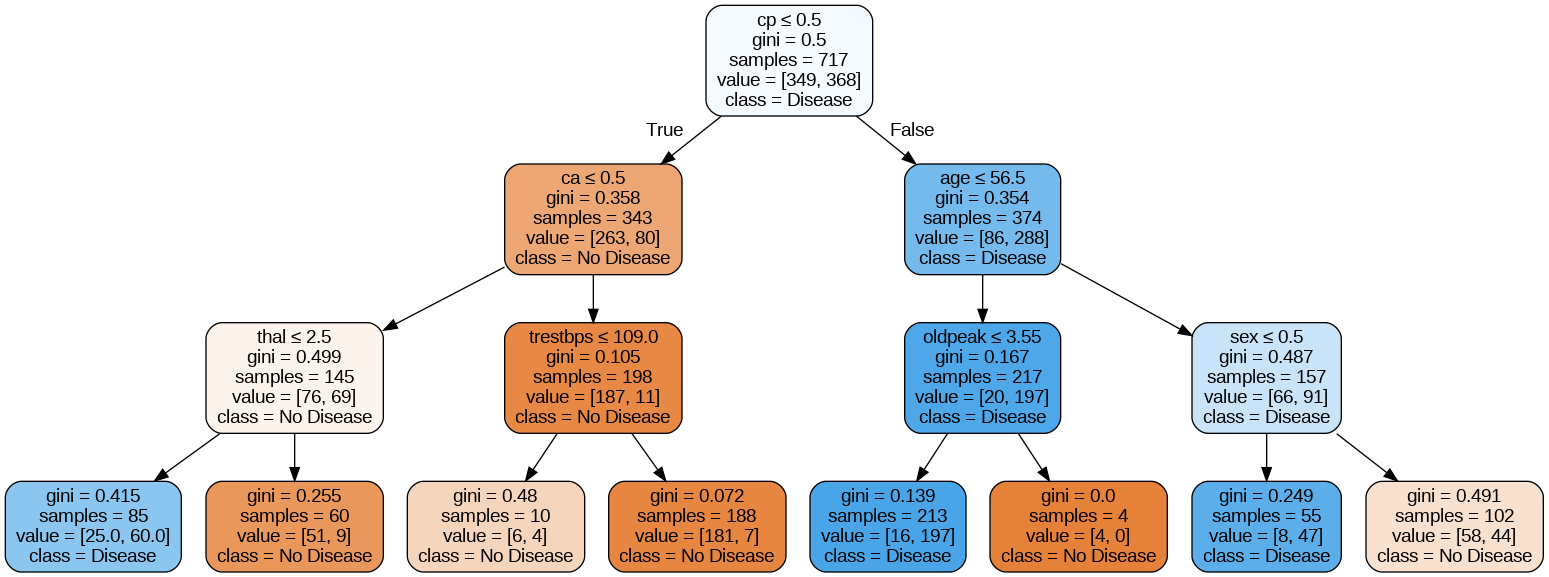 cp ≤ 0.5
gini = 0.5
samples = 717
value = [349, 368]
class = Disease
True
False
ca ≤ 0.5
gini = 0.358
samples = 343
value = [263, 80]
class = No Disease
age ≤ 56.5
gini = 0.354
samples = 374
value = [86, 288]
class = Disease
thal ≤ 2.5
gini = 0.499
samples = 145
value = [76, 69]
class = No Disease
trestbps ≤ 109.0
gini = 0.105
samples = 198
value = [187, 11]
class = No Disease
oldpeak ≤ 3.55
gini = 0.167
samples = 217
value = [20, 197]
class = Disease
sex ≤ 0.5
gini = 0.487
samples = 157
value = [66, 91]
class = Disease
gini = 0.415
samples = 85
value = [25.0, 60.0]
class = Disease
gini = 0.255
samples = 60
value = [51, 9]
class = No Disease
gini = 0.48
samples = 10
value = [6, 4]
class = No Disease
gini = 0.072
samples = 188
value = [181, 7]
class = No Disease
gini = 0.139
samples = 213
value = [16, 197]
class = Disease
gini = 0.0
samples = 4
value = [4, 0]
class = No Disease
gini = 0.249
samples = 55
value = [8, 47]
class = Disease
gini = 0.491
samples = 102
value = [58, 44]
class = No Disease